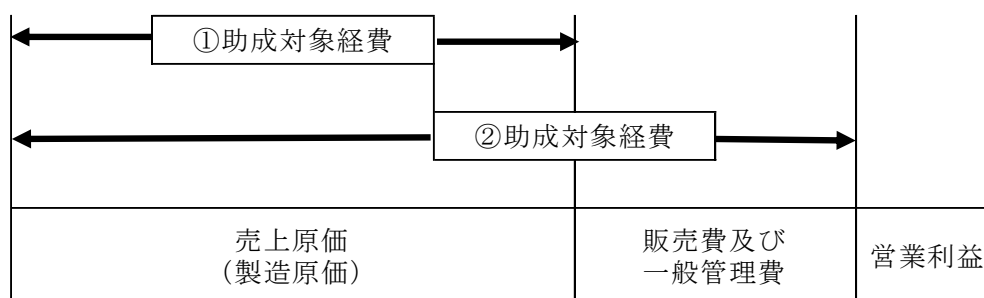 ①助成対象経費
②助成対象経費
売上原価
(製造原価)
販売費及び
一般管理費
営業利益